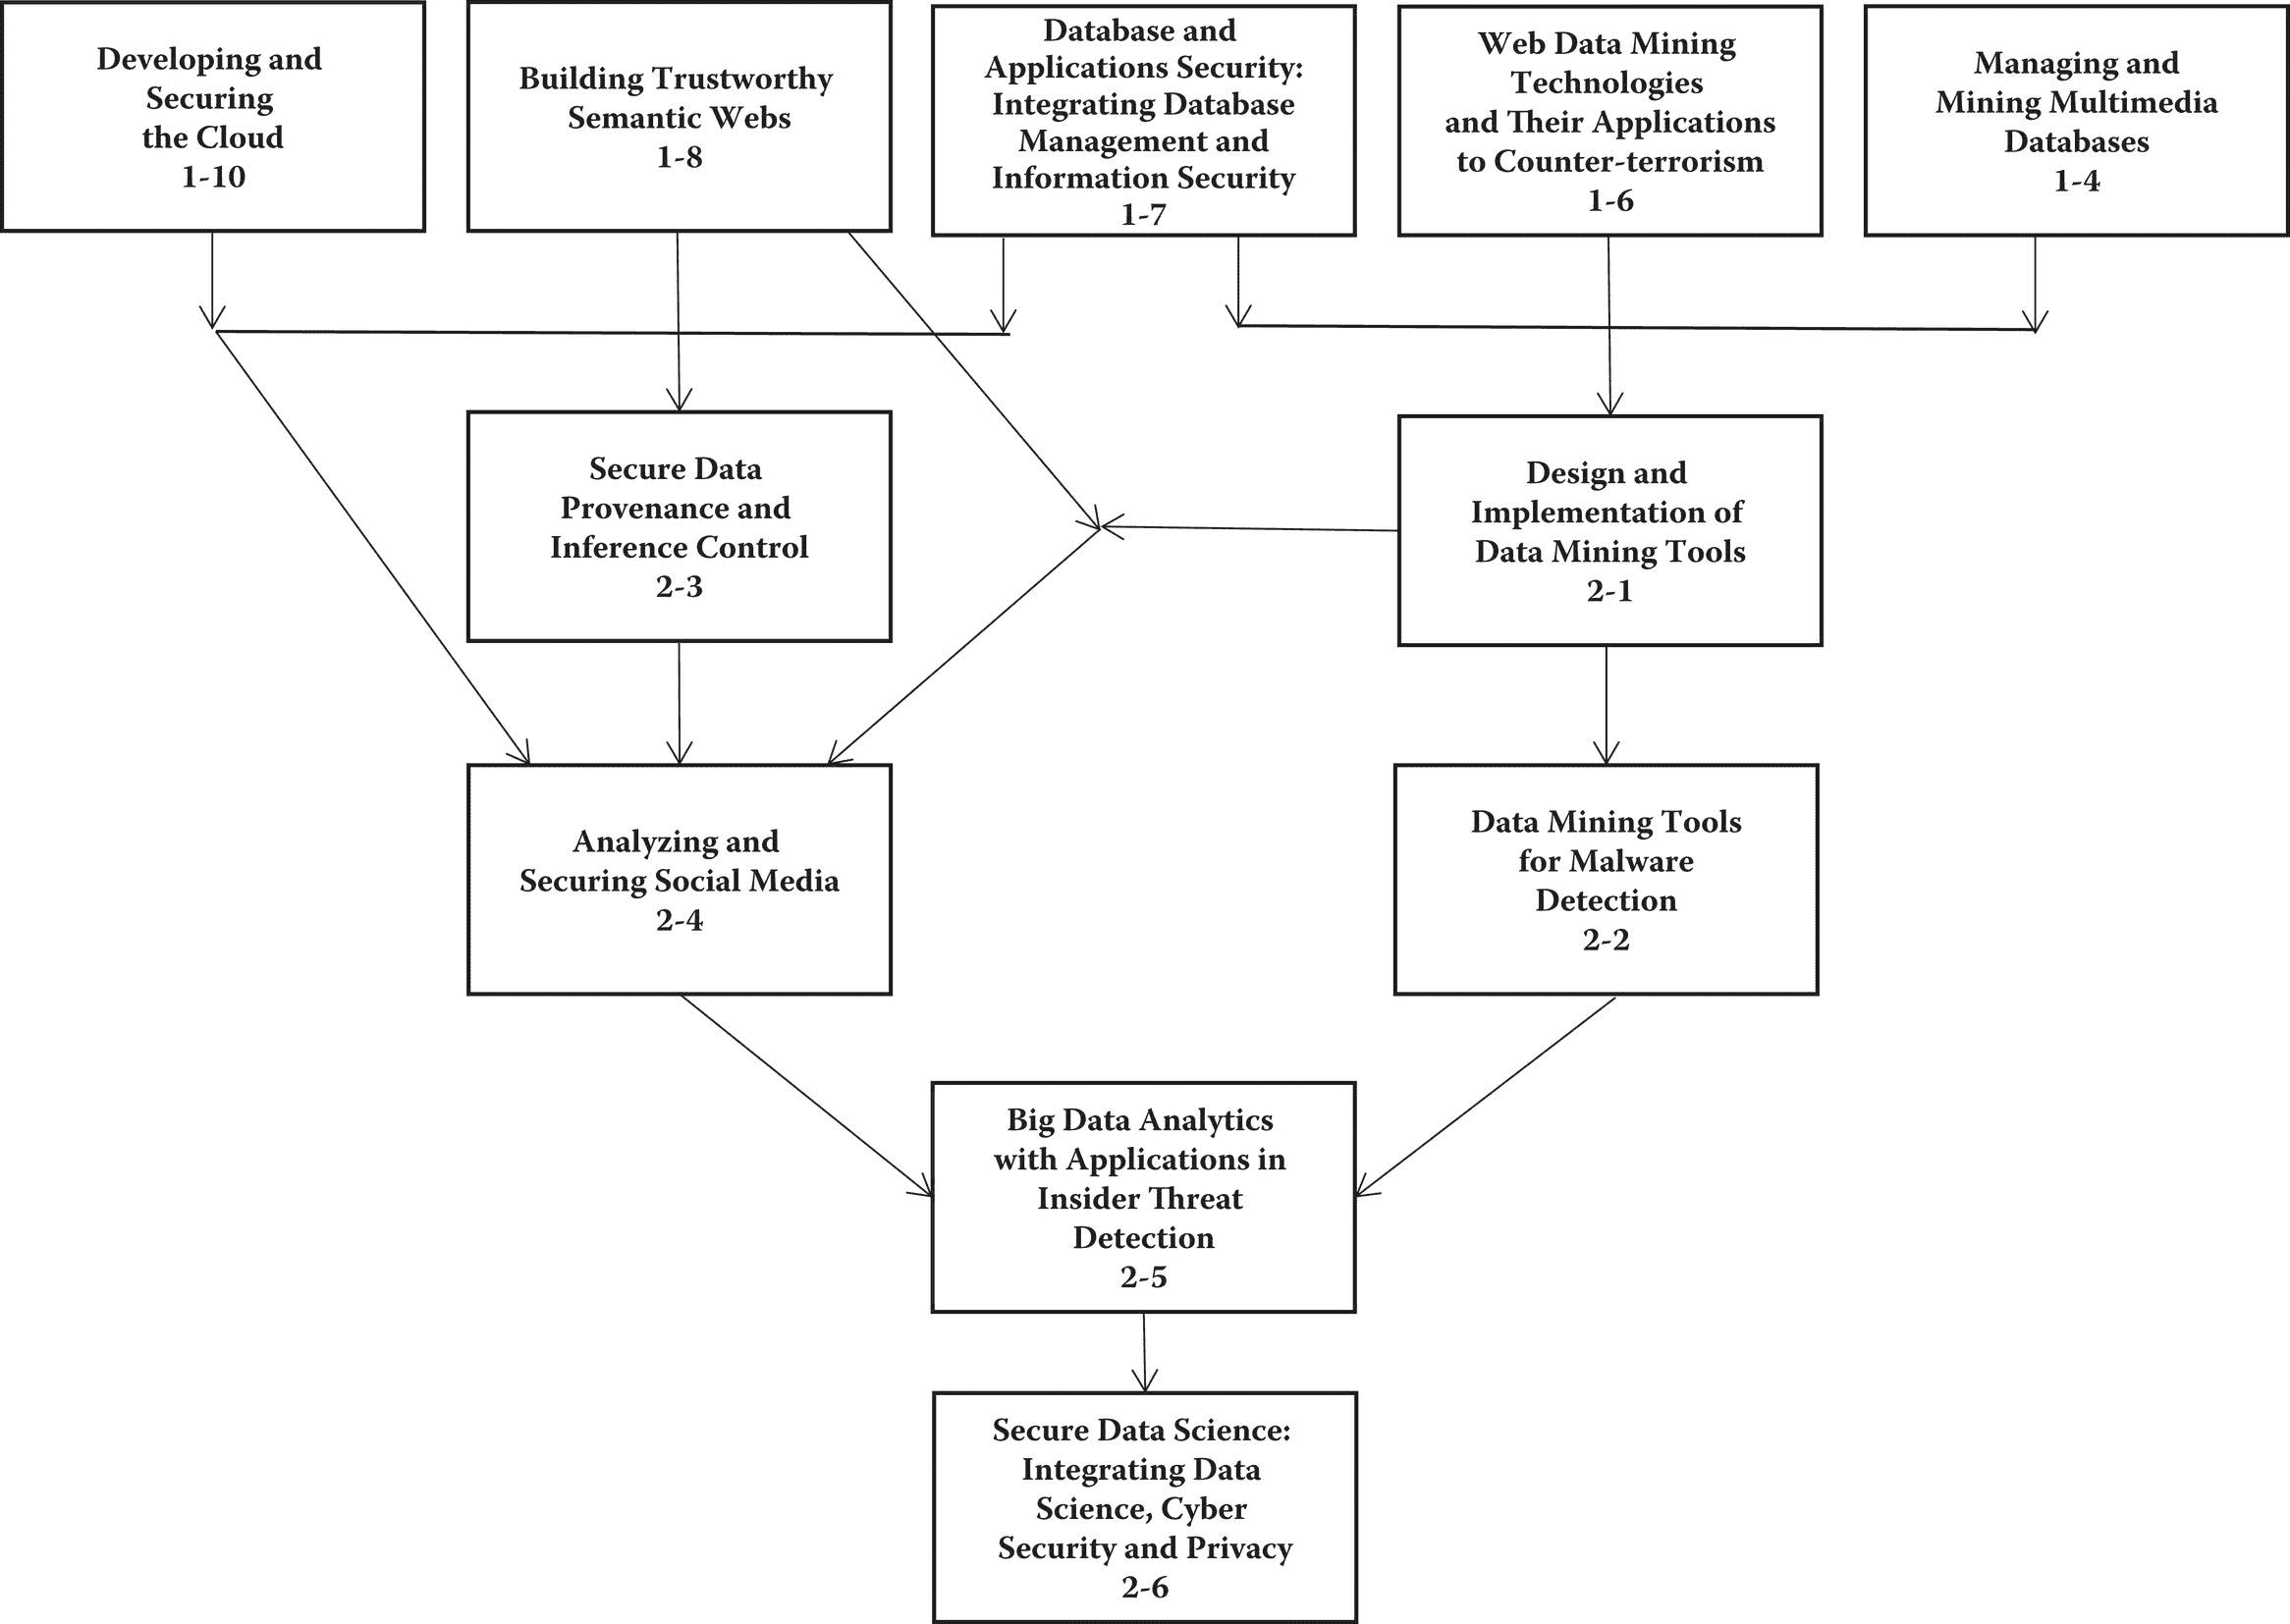 Developing and
Securing
the Cloud
1-10
Building Trustworthy
Semantic Webs
1-8
Database and
Applications Security:
Integrating Database
Management and
Information Security
1-7
Web Data Mining
Technologies
and Their Applications
to Counter-terrorism
1-6
Managing and
Mining Multimedia
Databases
1-4
Secure Data
Provenance and
Inference Control
2-3
Design and
Implementation of
Data Mining Tools
2-1
Analyzing and
Securing Social Media
2-4
Data Mining Tools
for Malware
Detection
2-2
Big Data Analytics
with Applications in
Insider Threat
Detection
2-5
Secure Data Science:
Integrating Data
Science, Cyber
Security and Privacy
2-6